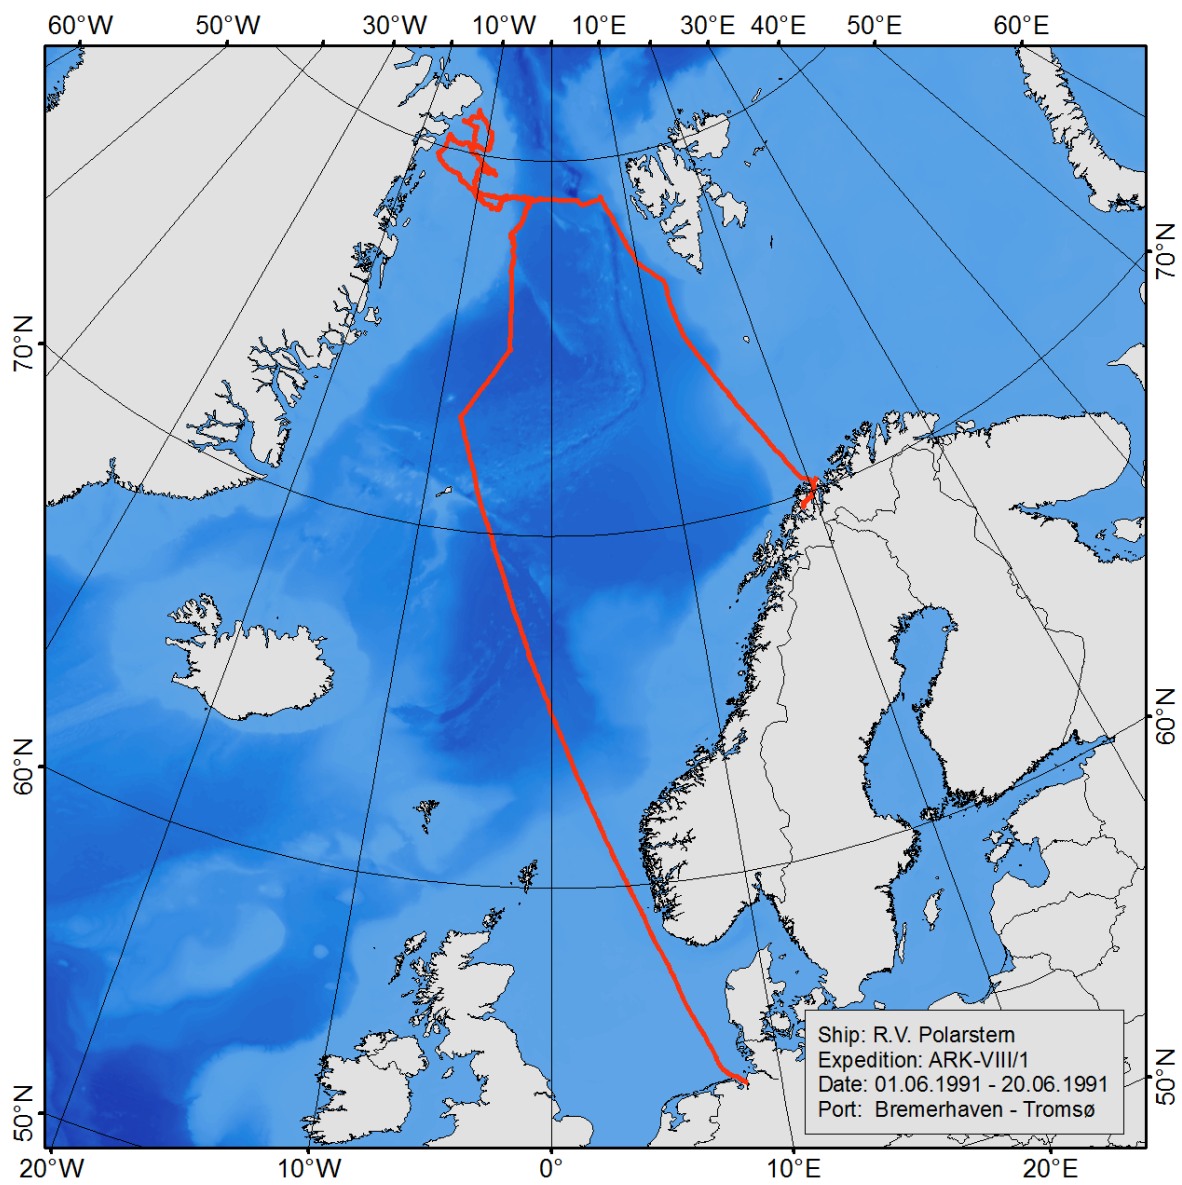 60°W 50°W 30°W 10°W 10°E 30°E 40°E 50°E 60°E
70°N
70°N
60°N
60°N
50°N
50°N
Ship: R.V. Polarstern
Expedition: ARK-VIII/1
Date: 01.06.1991 - 20.06.1991
Port: Bremerhaven - Tromsø
20°W 10°W 0° 10°E 20°E